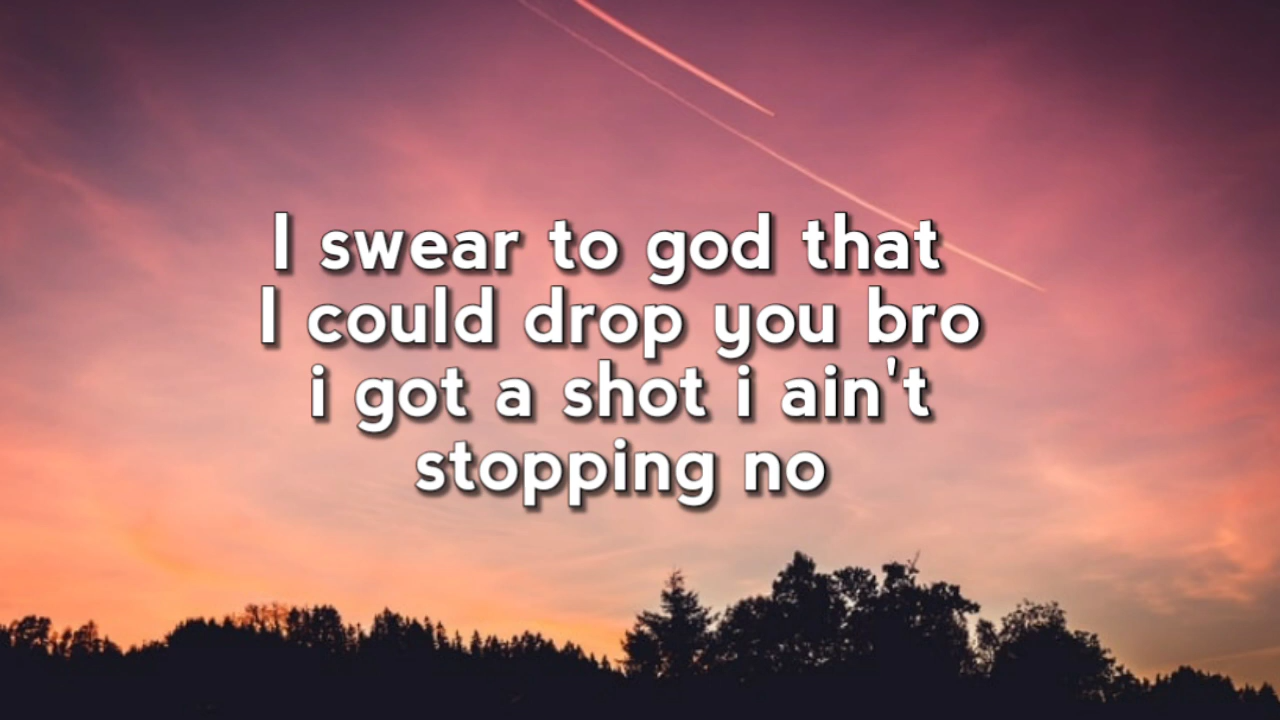 I swear to god that
I could drop you bro
i got a shot i ain't
stopping no